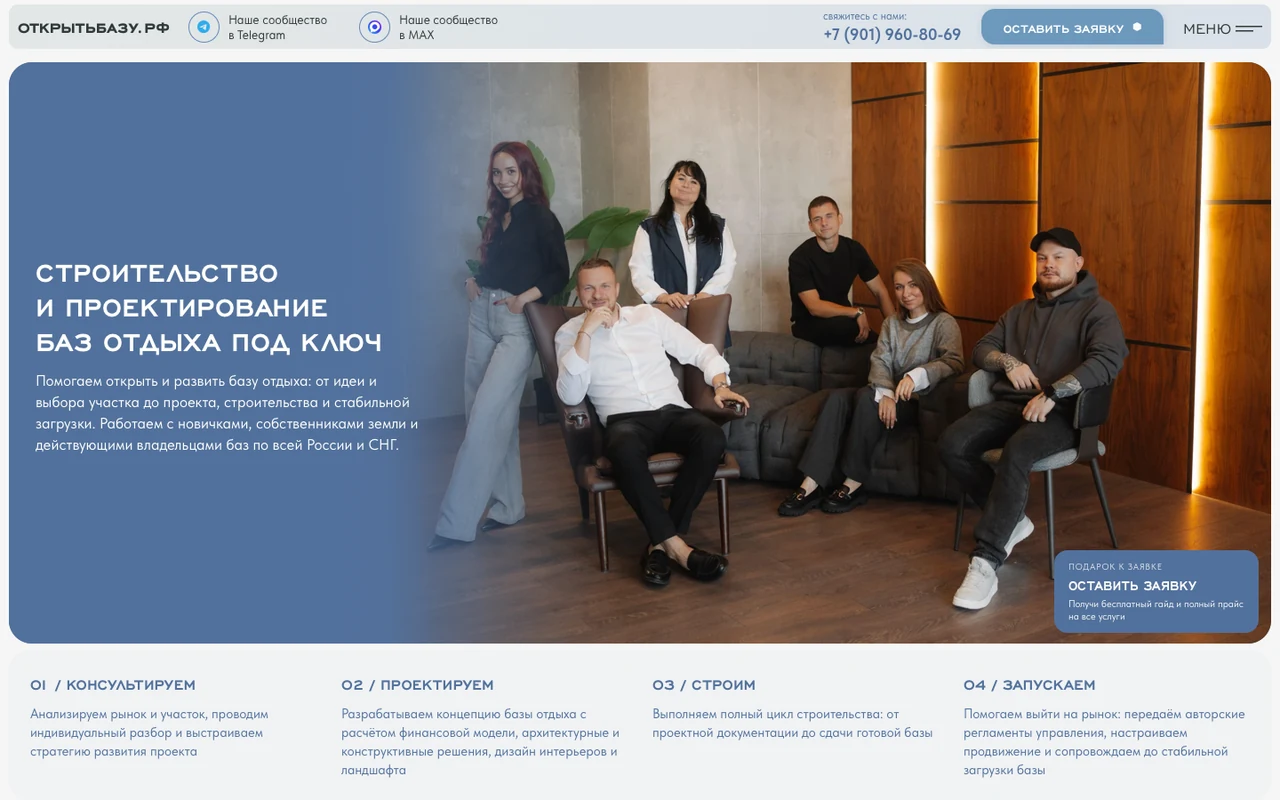 ОТКРЫТЬБАЗУ.РФ
Наше сообщество
в Telegram
Наше сообщество
в MAX
свяжитесь с нами:
+7 (901) 960-80-69
ОСТАВИТЬ ЗАЯВКУ
МЕНЮ
СТРОИТЕЛЬСТВО
И ПРОЕКТИРОВАНИЕ
БАЗ ОТДЫХА ПОД КЛЮЧ
Помогаем открыть и развить базу отдыха: от идеи и
выбора участка до проекта, строительства и стабильной
загрузки. Работаем с новичками, собственниками земли и
действующими владельцами баз по всей России и СНГ.
ПОДАРОК К ЗАЯВКЕ
ОСТАВИТЬ ЗАЯВКУ
Получи бесплатный гайд и полный прайс
на все услуги
01 / КОНСУЛЬТИРУЕМ
Анализируем рынок и участок, проводим
индивидуальный разбор и выстраиваем
стратегию развития проекта
02 / ПРОЕКТИРУЕМ
Разрабатываем концепцию базы отдыха с
расчётом финансовой модели, архитектурные и
конструктивные решения, дизайн интерьеров и
ландшафта
03 / СТРОИМ
Выполняем полный цикл строительства: от
проектной документации до сдачи готовой базы
04 / ЗАПУСКАЕМ
Помогаем выйти на рынок: передаём авторские
регламенты управления, настраиваем
продвижение и сопровождаем до стабильной
загрузки базы